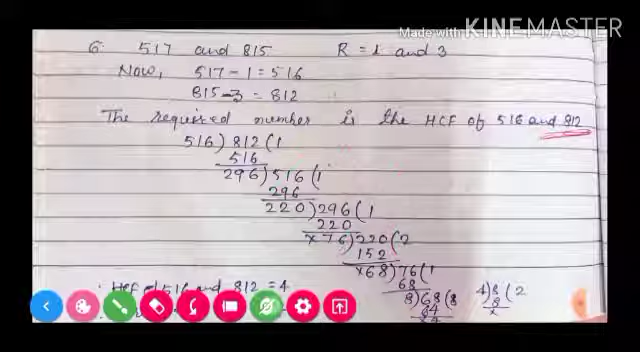 Made with KINEMASTER
6. 517 and 815 R = 1 and 3
Now, 517 - 1 = 516
815 - 3 = 812
The required number is the HCF of 516 and 812
516) 812 (1
516
296) 516 (1
296
220) 296 (1
220
x 76) 220 (2
152
x 68) 76 (1
68
8) 68 (8
64
x4
4) 8 (2
8
x
HCF of 516 and 812 = 4